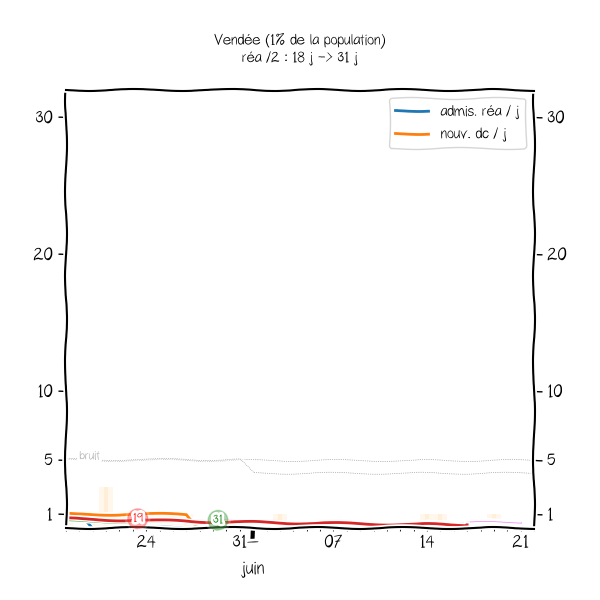 Vendée (1% de la population)
réa /2 : 18 j -> 31 j
admis. réa / j
nouv. dc / j
30
30
20
20
10
10
5
bruit
5
1
19
31
1
24
31
07
14
21
juin